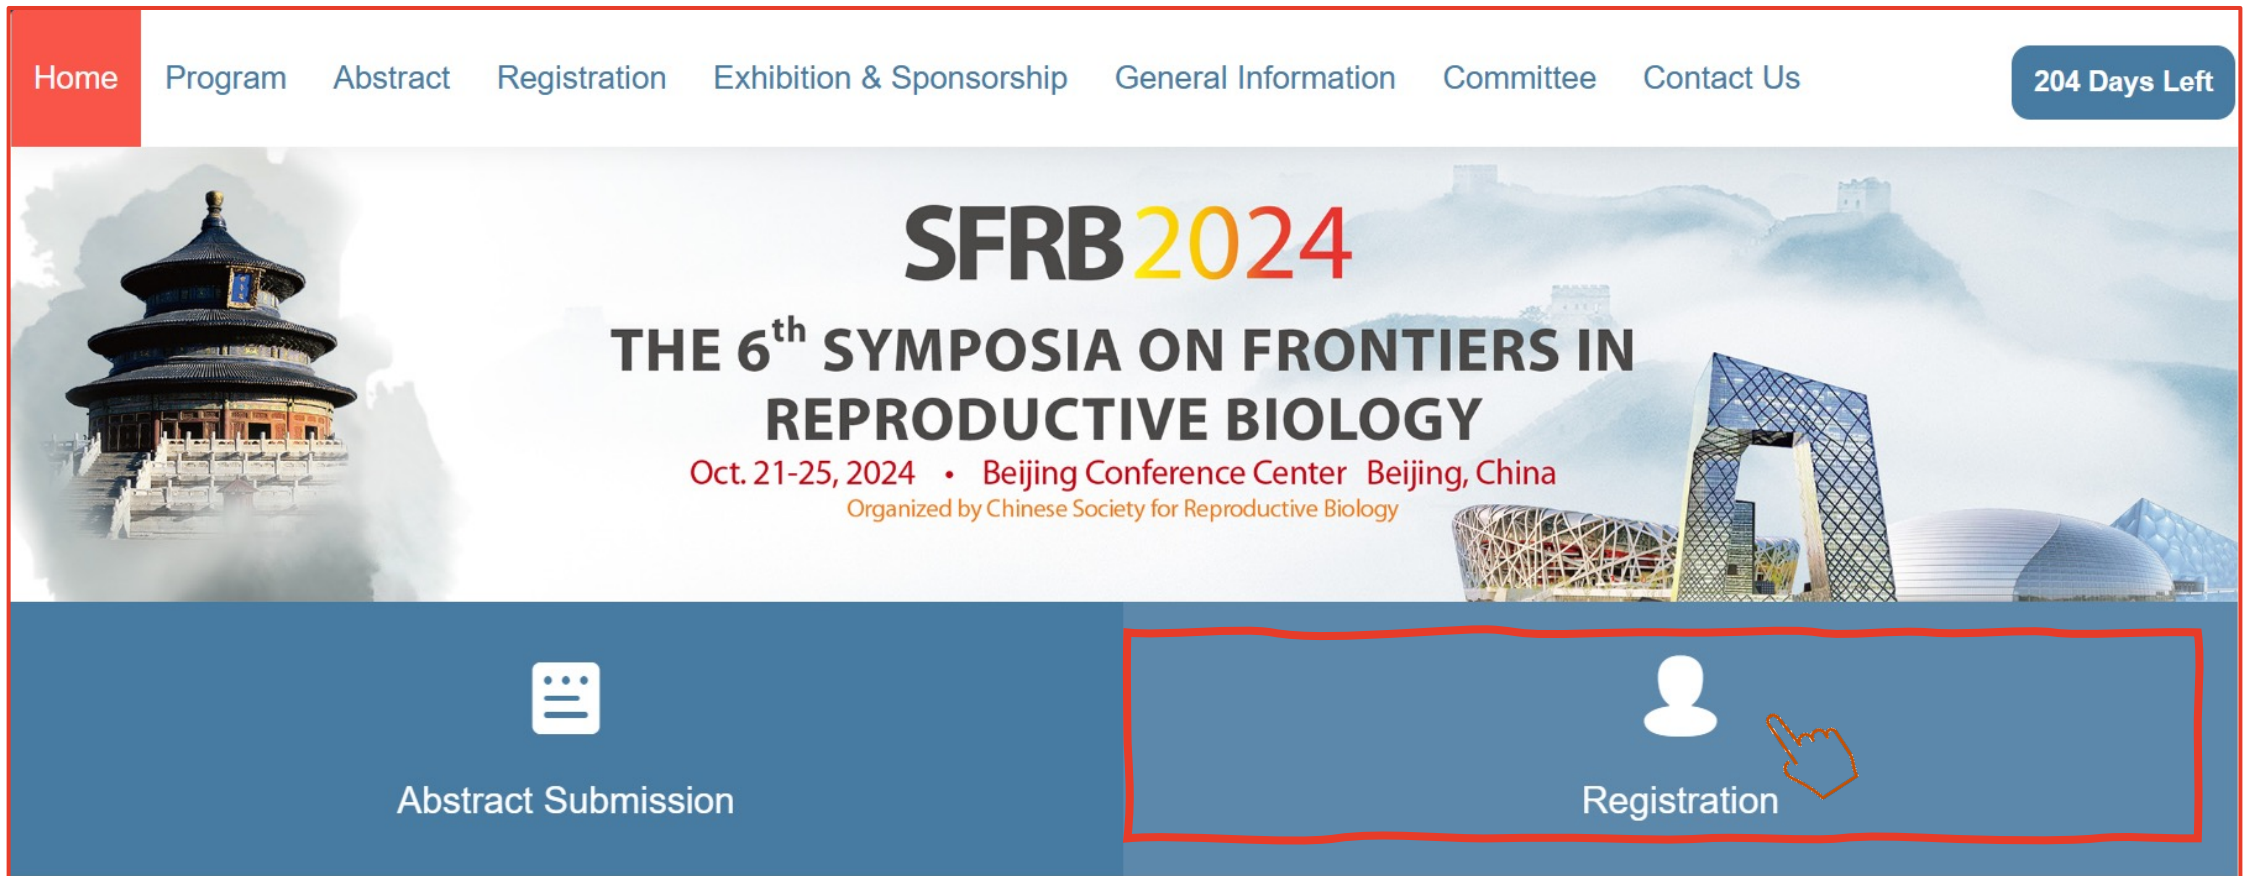 Home Program Abstract Registration Exhibition & Sponsorship General Information Committee Contact Us 204 Days Left
SFRB 2024
THE 6th SYMPOSIA ON FRONTIERS IN
REPRODUCTIVE BIOLOGY
Oct. 21-25, 2024 • Beijing Conference Center Beijing, China
Organized by Chinese Society for Reproductive Biology
Abstract Submission Registration